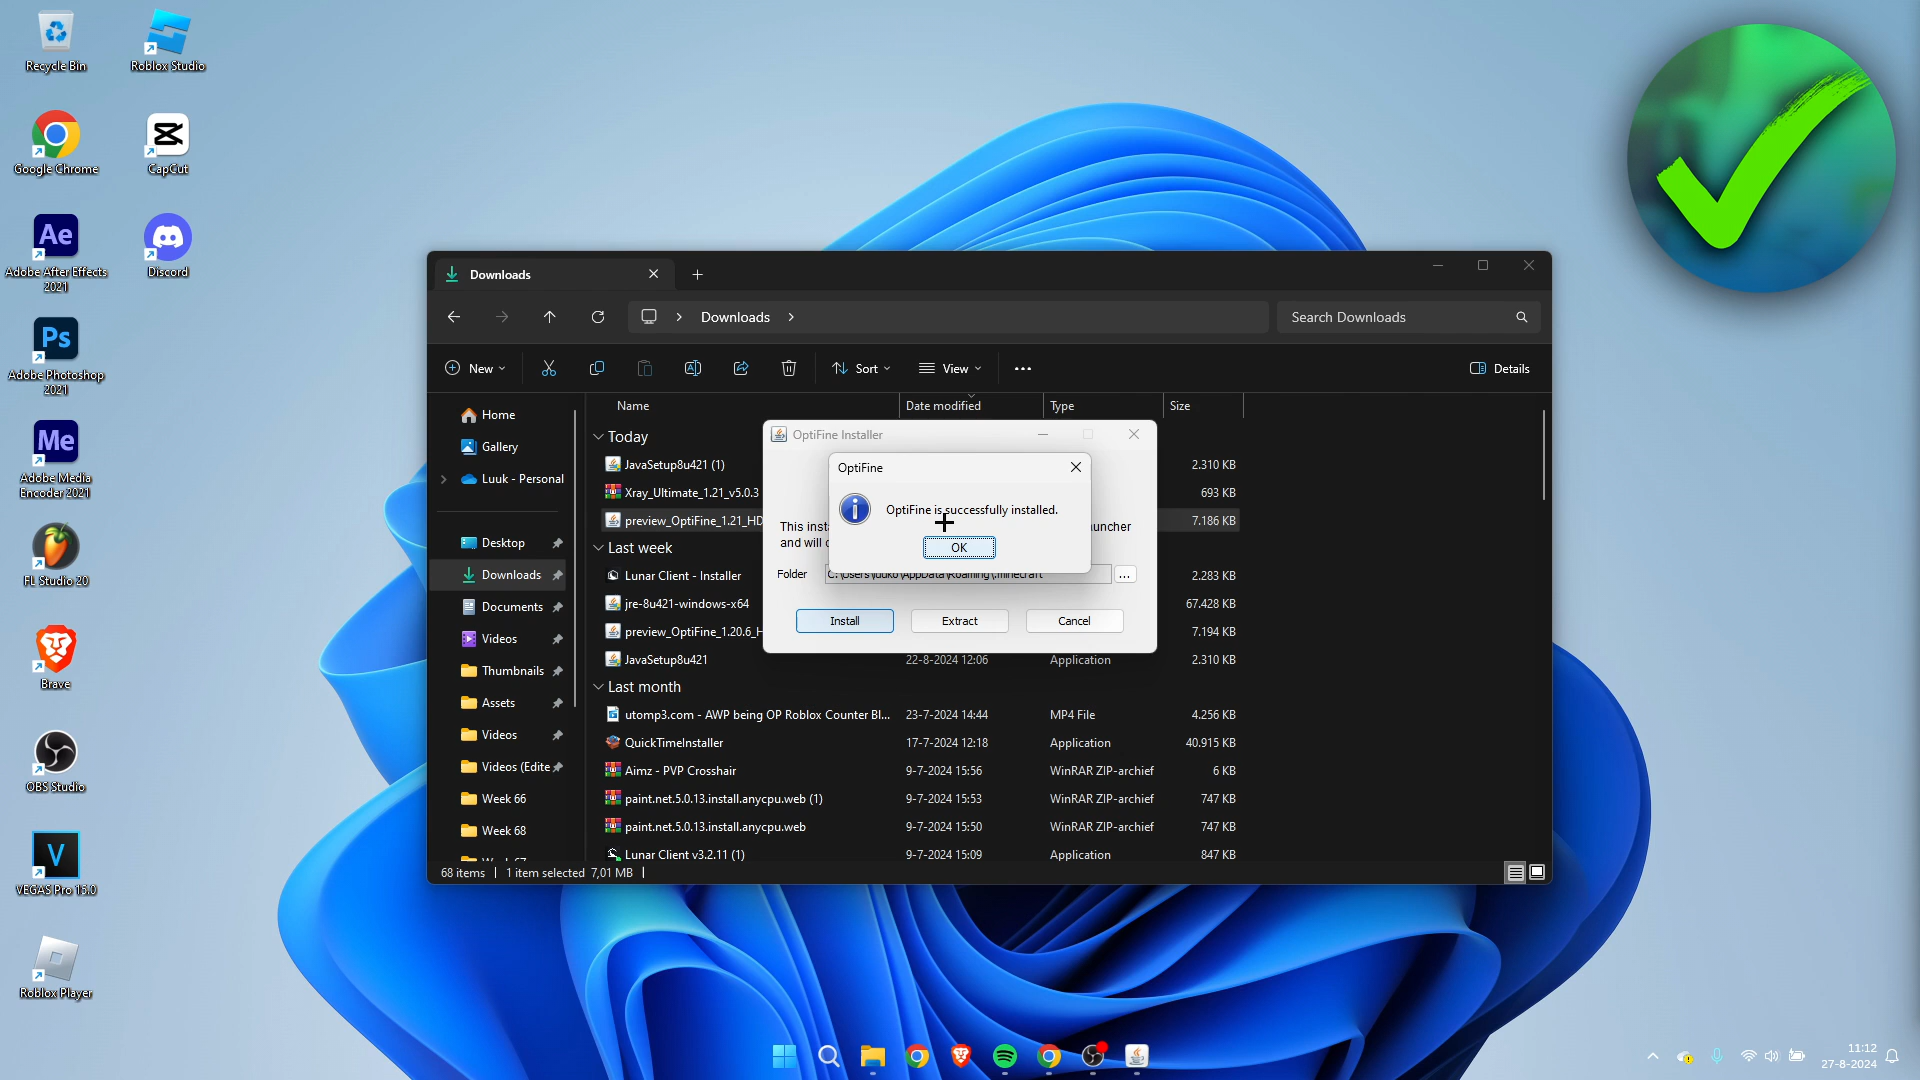 Recycle Bin
Roblox Studio
Google Chrome
CapCut
Ae
Adobe After Effects
2021
Discord
Ps
Adobe Photoshop
2021
Me
Adobe Media
Encoder 2021
FL Studio 20
Brave
OBS Studio
V
VEGAS Pro 15.0
Roblox Player
Downloads
Downloads
Search Downloads
New
Sort
View
Details
Home
Gallery
Luuk - Personal
Desktop
Downloads
Documents
Videos
Thumbnails
Assets
Videos
Videos (Edite
Week 66
Week 68
Name Date modified Type Size
Today
JavaSetup8u421 (1) 2.310 KB
Xray_Ultimate_1.21_v5.0.3 693 KB
preview_OptiFine_1.21_HD 7.186 KB
Last week
Lunar Client - Installer 2.283 KB
jre-8u421-windows-x64 67.428 KB
preview_OptiFine_1.20.6_H 7.194 KB
JavaSetup8u421 22-8-2024 12:06 Application 2.310 KB
Last month
utomp3.com - AWP being OP Roblox Counter Bl... 23-7-2024 14:44 MP4 File 4.256 KB
QuickTimeInstaller 17-7-2024 12:18 Application 40.915 KB
Aimz - PVP Crosshair 9-7-2024 15:56 WinRAR ZIP-archief 6 KB
paint.net.5.0.13.install.anycpu.web (1) 9-7-2024 15:53 WinRAR ZIP-archief 747 KB
paint.net.5.0.13.install.anycpu.web 9-7-2024 15:50 WinRAR ZIP-archief 747 KB
Lunar Client v3.2.11 (1) 9-7-2024 15:09 Application 847 KB
68 items 1 item selected 7,01 MB
OptiFine Installer
This inst
and will
Folder
Install
Extract
Cancel
OptiFine
OptiFine is successfully installed.
OK
11:12
27-8-2024